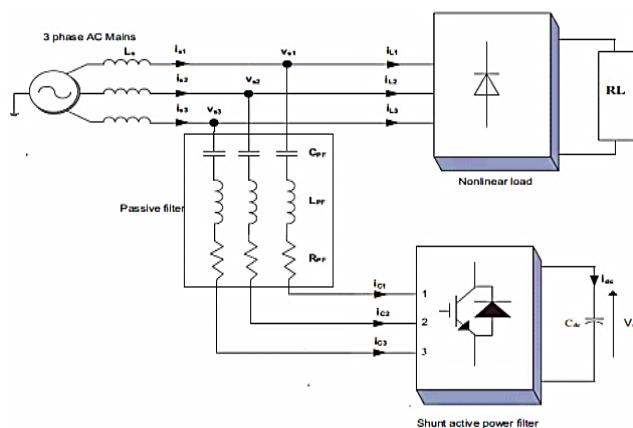 3 phase AC Mains
Ls
is1
vs1
iL1
is2
vs2
iL2
is3
vs3
iL3
RL
Nonlinear load
CPF
LPF
RPF
Passive filter
iC1
1
iC2
2
iC3
3
idc
Cdc
V
Shunt active power filter